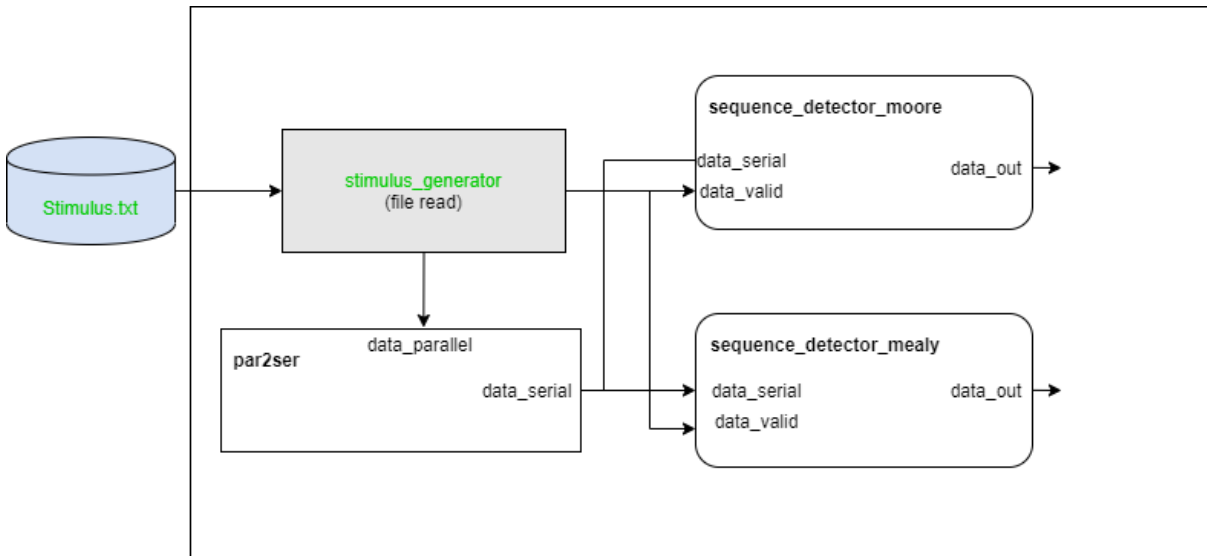 sequence_detector_moore
data_serial
data_out
data_valid
stimulus_generator
(file read)
Stimulus.txt
data_parallel
par2ser
data_serial
sequence_detector_mealy
data_serial
data_out
data_valid